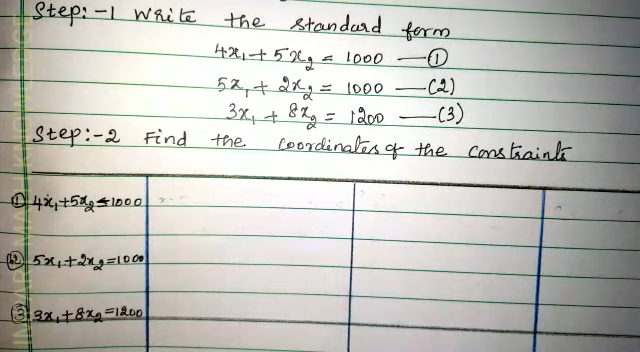 Step:-1 Write the standard form
4x₁ + 5x₂ = 1000 —①
5x₁ + 2x₂ = 1000 —(2)
3x₁ + 8x₂ = 1200 —(3)
Step:-2 Find the coordinates of the constraints
① 4x₁+5x₂=1000
② 5x₁+2x₂=1000
③ 3x₁+8x₂=1200